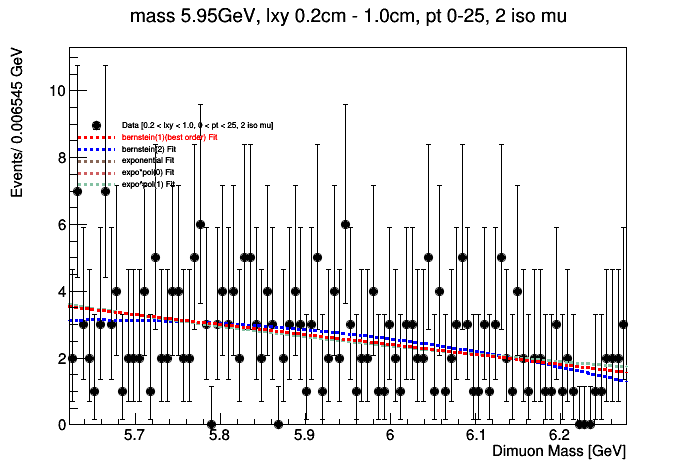 mass 5.95GeV, lxy 0.2cm - 1.0cm, pt 0-25, 2 iso mu
Events/ 0.006545 GeV
10
8
6
4
2
0
Data [0.2 < lxy < 1.0, 0 < pt < 25, 2 iso mu]
bernstein(1)(best order) Fit
bernstein(2) Fit
exponential Fit
expo*pol(0) Fit
expo*pol(1) Fit
5.7 5.8 5.9 6 6.1 6.2
Dimuon Mass [GeV]